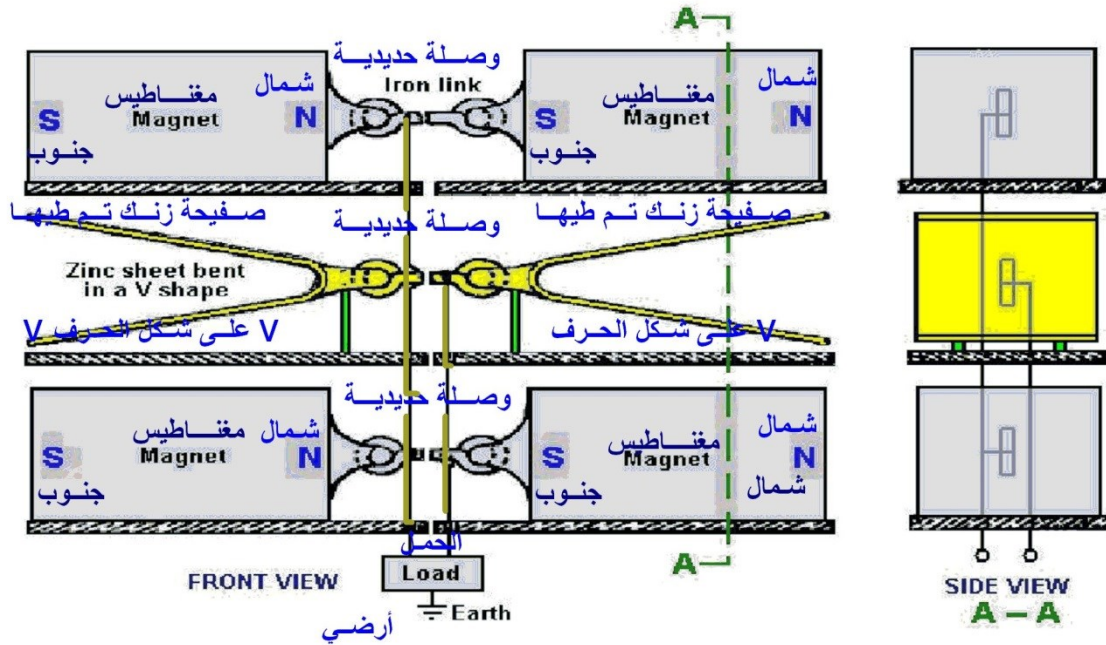 A
وصلة حديدية
Iron link
شمال
مغناطيس
Magnet
S
N
جنوب
مغناطيس
Magnet
شمال
S
N
جنوب
صفيحة زنك تم طيها
وصلة حديدية
صفيحة زنك تم طيها
Zinc sheet bent
in a V shape
على شكل الحرف V
على شكل الحرف V
وصلة حديدية
شمال
مغناطيس
Magnet
S
N
جنوب
مغناطيس
Magnet
شمال
S
N
جنوب
شمال
الحمل
A
FRONT VIEW
Load
Earth
أرضي
SIDE VIEW
A – A